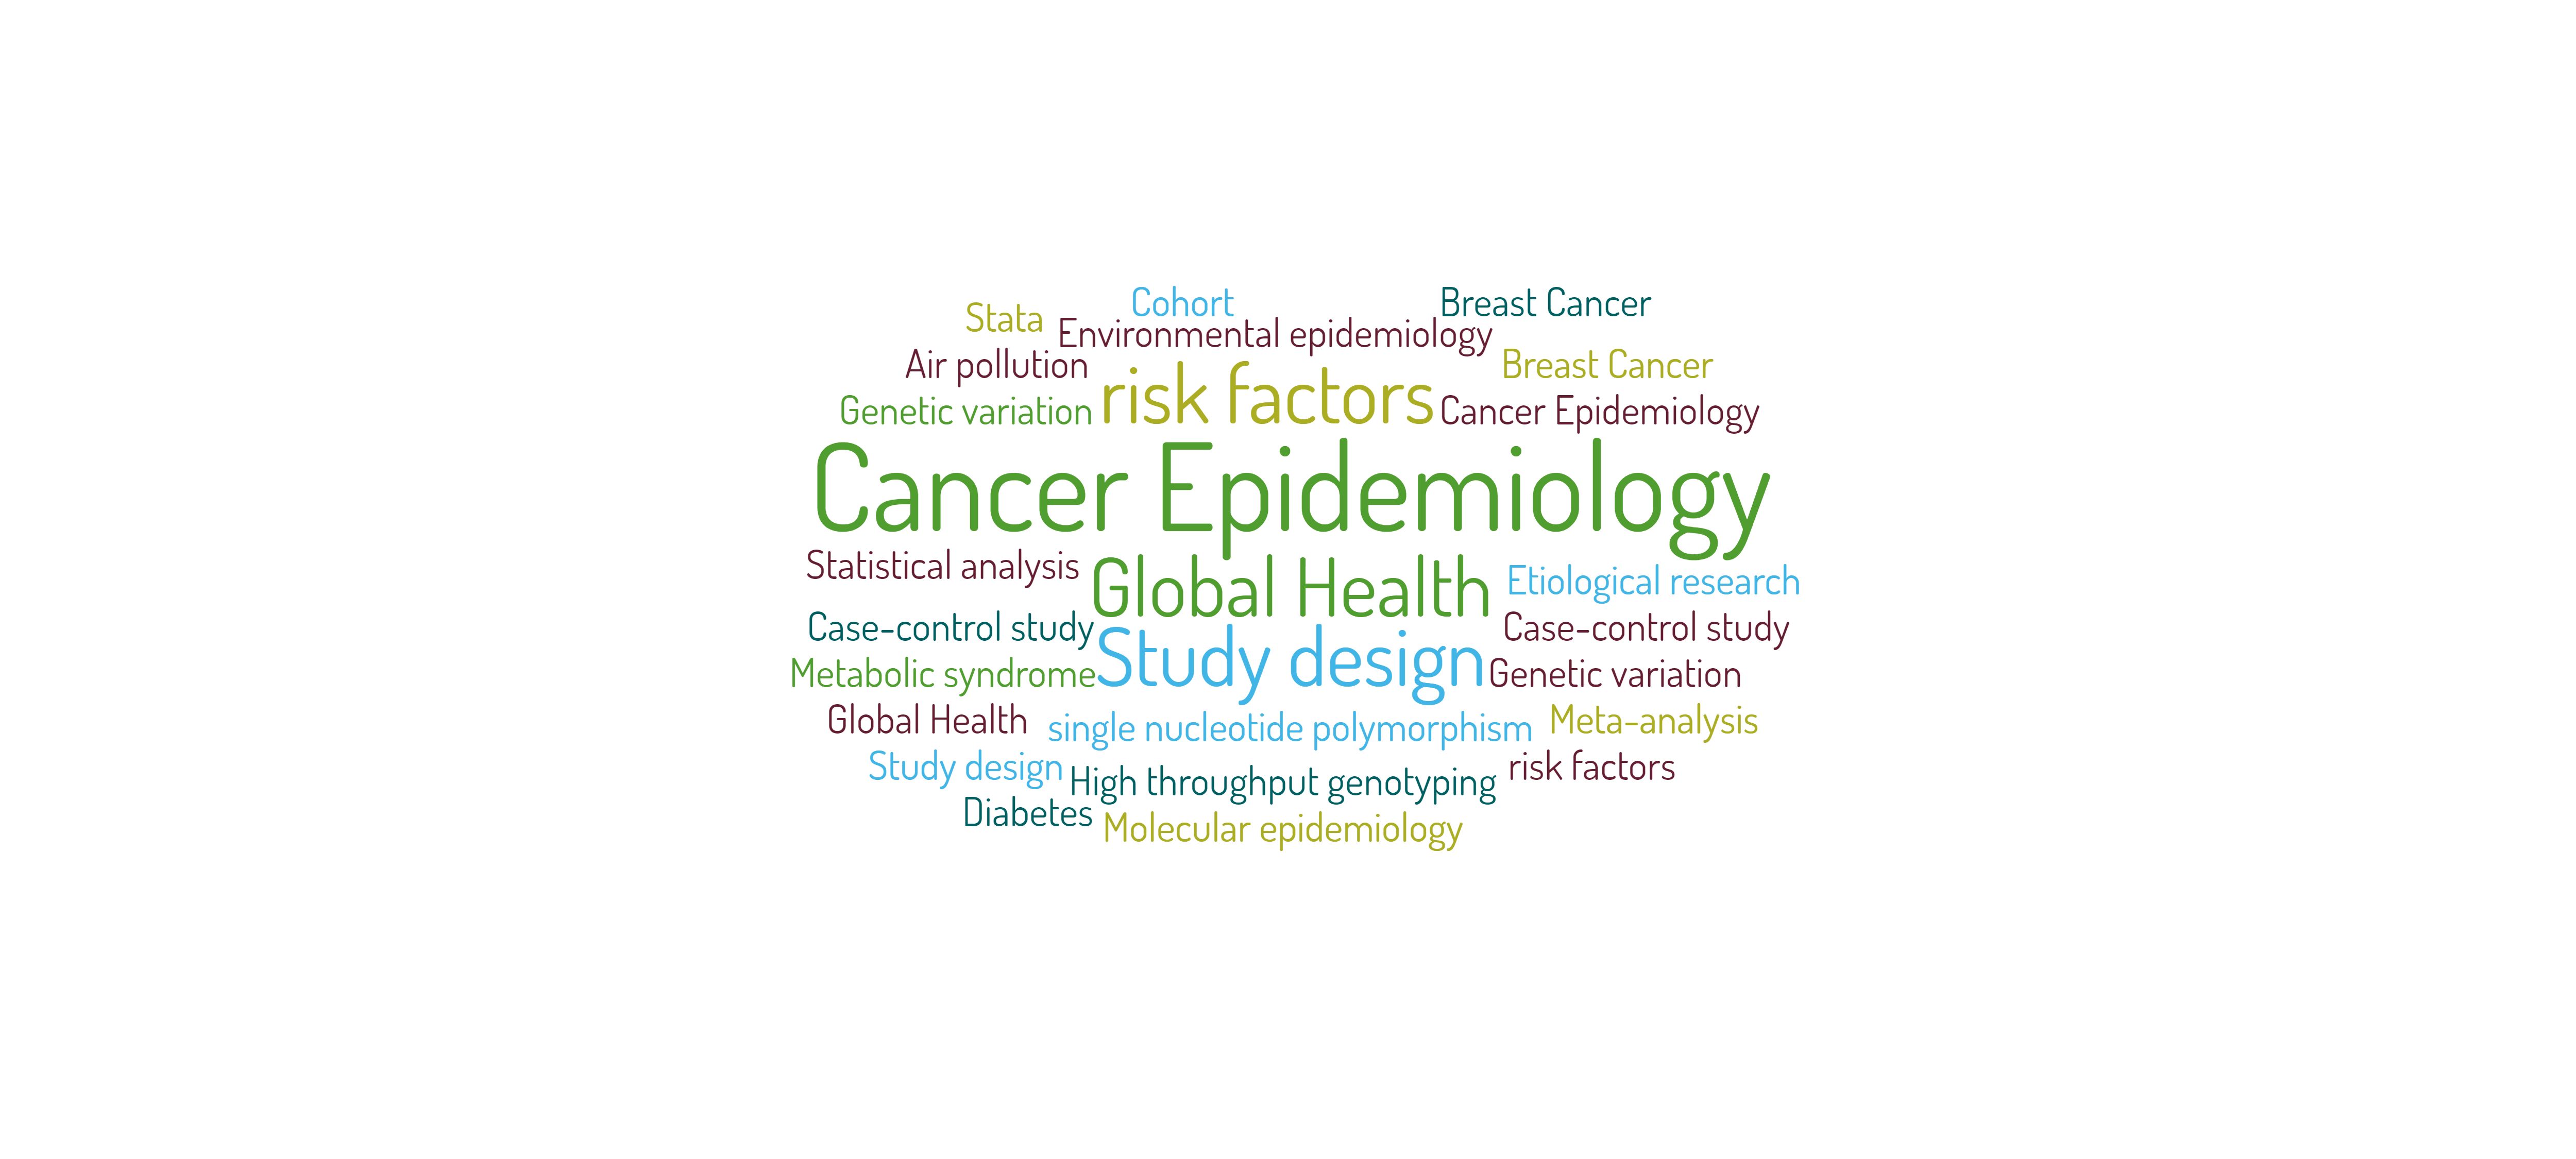 Cohort
Breast Cancer
Stata
Environmental epidemiology
Air pollution
Breast Cancer
Genetic variation
risk factors
Cancer Epidemiology
Cancer Epidemiology
Statistical analysis
Global Health
Etiological research
Case-control study
Case-control study
Study design
Metabolic syndrome
Genetic variation
Global Health
single nucleotide polymorphism
Meta-analysis
Study design
High throughput genotyping
risk factors
Diabetes
Molecular epidemiology